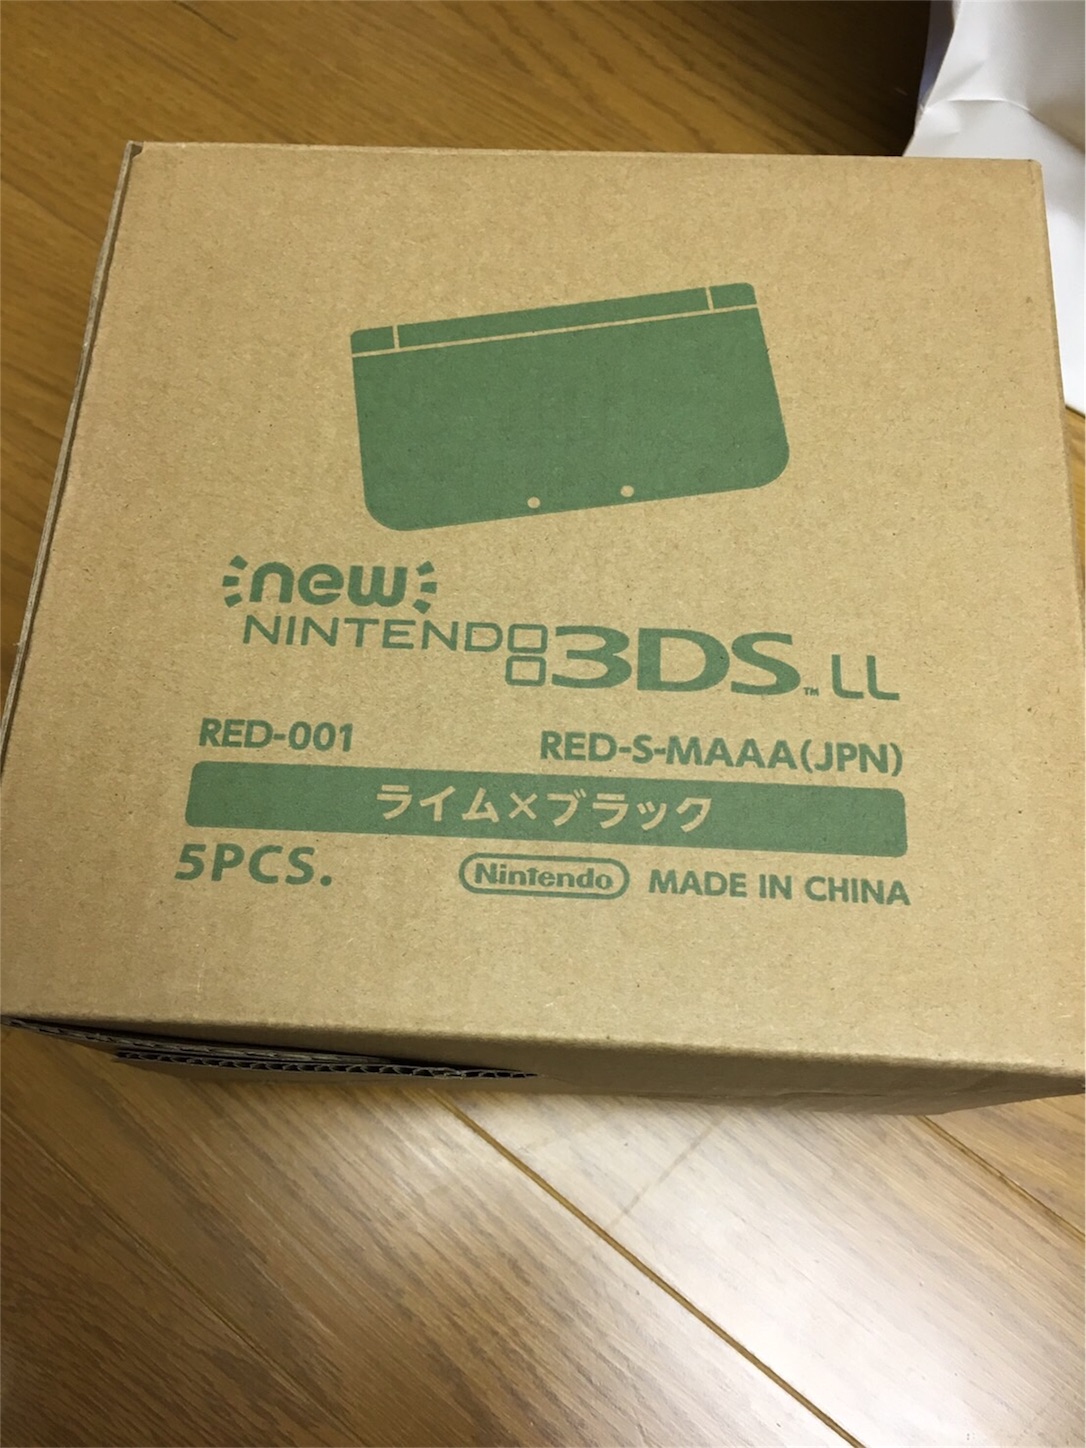 new
NINTENDO 3DS™ LL
RED-001 RED-S-MAAA(JPN)
ライム×ブラック
5PCS. Nintendo MADE IN CHINA